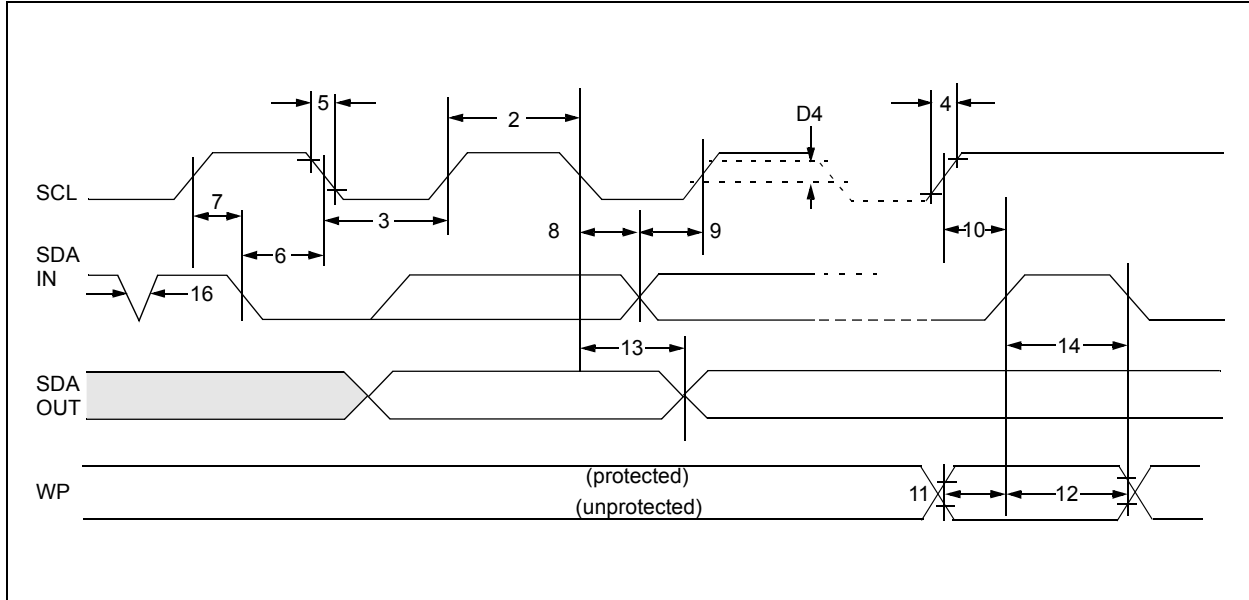 5
2
D4
4
SCL
7
3
8
9
10
6
SDA
IN
16
13
14
SDA
OUT
(protected)
WP
11
12
(unprotected)